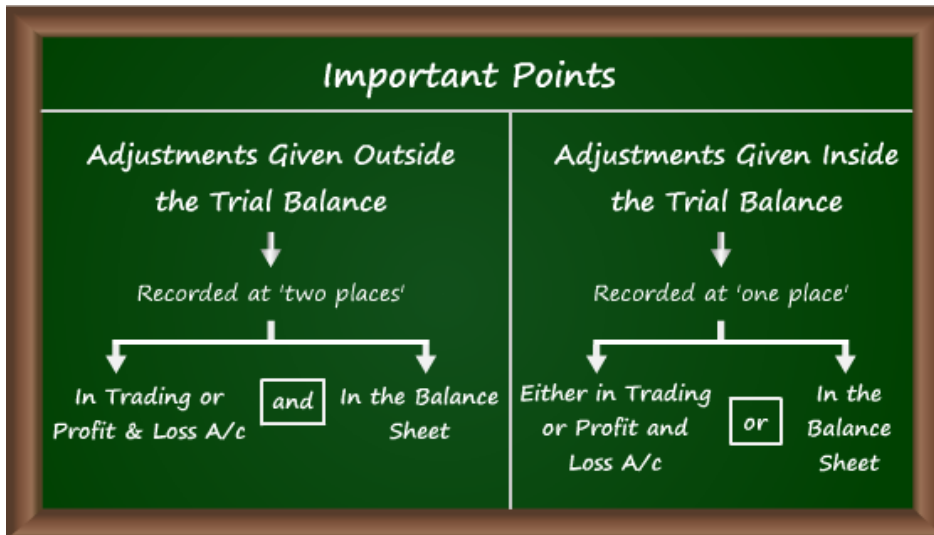 Important Points
Adjustments Given Outside
the Trial Balance
Recorded at 'two places'
In Trading or
Profit & Loss A/c
and
In the Balance
Sheet
Adjustments Given Inside
the Trial Balance
Recorded at 'one place'
Either in Trading
or Profit and
Loss A/c
or
In the
Balance
Sheet